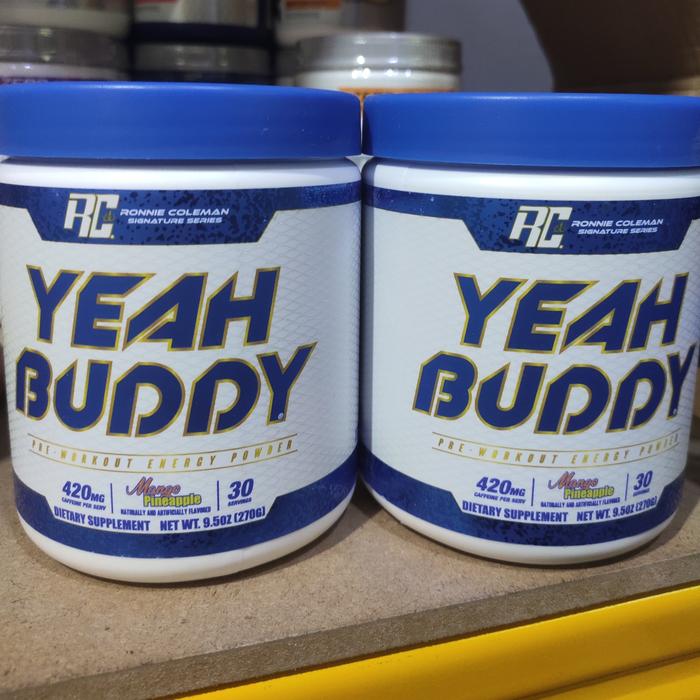 RC
RONNIE COLEMAN
SIGNATURE SERIES
YEAH
BUDDY
PRE-WORKOUT ENERGY POWDER
420MG
CAFFEINE PER SERV
Mango
Pineapple
NATURALLY AND ARTIFICIALLY FLAVORED
30
SERVINGS
DIETARY SUPPLEMENT NET WT. 9.5OZ (270G)
RC
RONNIE COLEMAN
SIGNATURE SERIES
YEAH
BUDDY
PRE-WORKOUT ENERGY POWDER
420MG
CAFFEINE PER SERV
Mango
Pineapple
NATURALLY AND ARTIFICIALLY FLAVORED
30
SERVINGS
DIETARY SUPPLEMENT NET WT. 9.5OZ (270G)